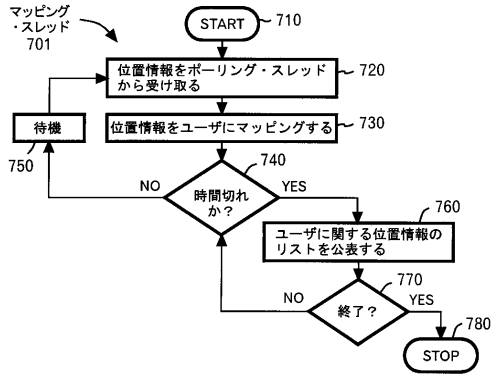 マッピング
・スレッド
701
START
710
位置情報をポーリング・スレッド
から受け取る
720
待機
750
位置情報をユーザにマッピングする
730
740
時間切れ
か？
NO
YES
760
ユーザに関する位置情報の
リストを公表する
770
終了？
NO
YES
780
STOP